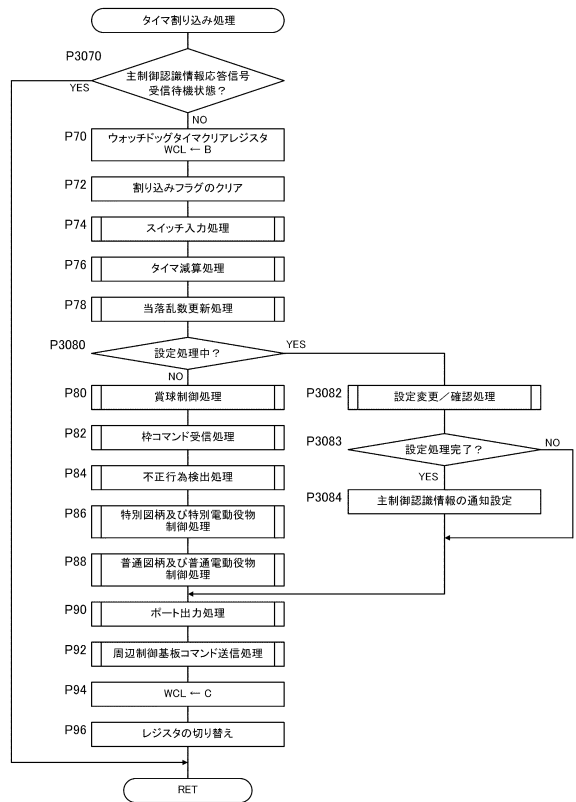 タイマ割り込み処理
P3070
主制御認識情報応答信号
受信待機状態？
YES
NO
P70
ウォッチドッグタイマクリアレジスタ
WCL ← B
P72
割り込みフラグのクリア
P74
スイッチ入力処理
P76
タイマ減算処理
P78
当落乱数更新処理
P3080
設定処理中？
YES
NO
P80
賞球制御処理
P3082
設定変更／確認処理
P82
枠コマンド受信処理
P3083
設定処理完了？
NO
YES
P84
不正行為検出処理
P3084
主制御認識情報の通知設定
P86
特別図柄及び特別電動役物
制御処理
P88
普通図柄及び普通電動役物
制御処理
P90
ポート出力処理
P92
周辺制御基板コマンド送信処理
P94
WCL ← C
P96
レジスタの切り替え
RET